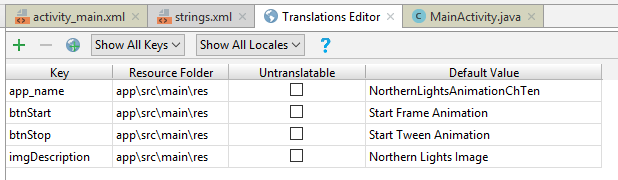 activity_main.xml strings.xml Translations Editor MainActivity.java
Show All Keys Show All Locales ?
Key Resource Folder Untranslatable Default Value
app_name app\src\main\res NorthernLightsAnimationChTen
btnStart app\src\main\res Start Frame Animation
btnStop app\src\main\res Start Tween Animation
imgDescription app\src\main\res Northern Lights Image